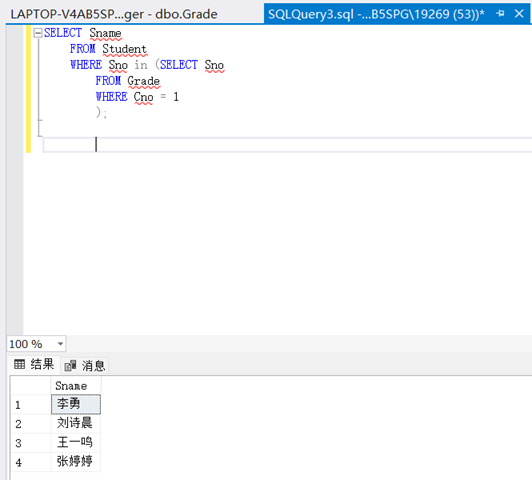 LAPTOP-V4AB5SP...ger - dbo.Grade
SQLQuery3.sql -...B5SPG\19269 (53))*
SELECT Sname
FROM Student
WHERE Sno in (SELECT Sno
FROM Grade
WHERE Cno = 1
);
100 %
结果
消息
Sname
1 李勇
2 刘诗晨
3 王一鸣
4 张婷婷